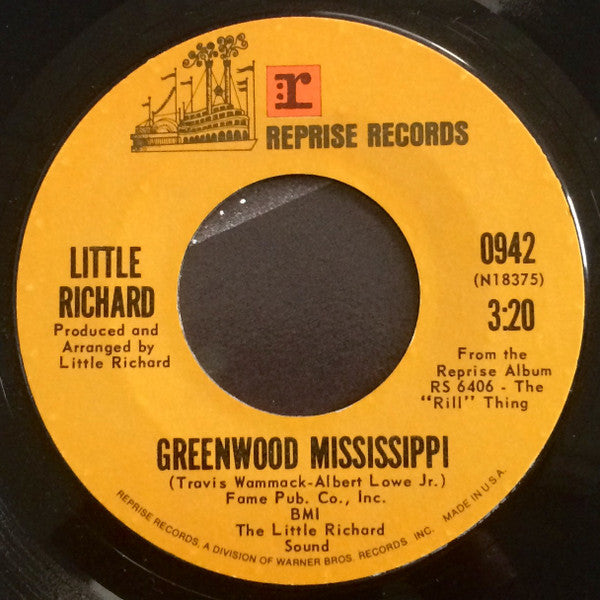 r
REPRISE RECORDS
LITTLE
RICHARD
Produced and
Arranged by
Little Richard
0942
(N18375)
3:20
From the
Reprise Album
RS 6406 - The
"Rill" Thing
GREENWOOD MISSISSIPPI
(Travis Wammack-Albert Lowe Jr.)
Fame Pub. Co., Inc.
BMI
The Little Richard
Sound
REPRISE RECORDS, A DIVISION OF WARNER BROS. RECORDS, INC. MADE IN U.S.A.